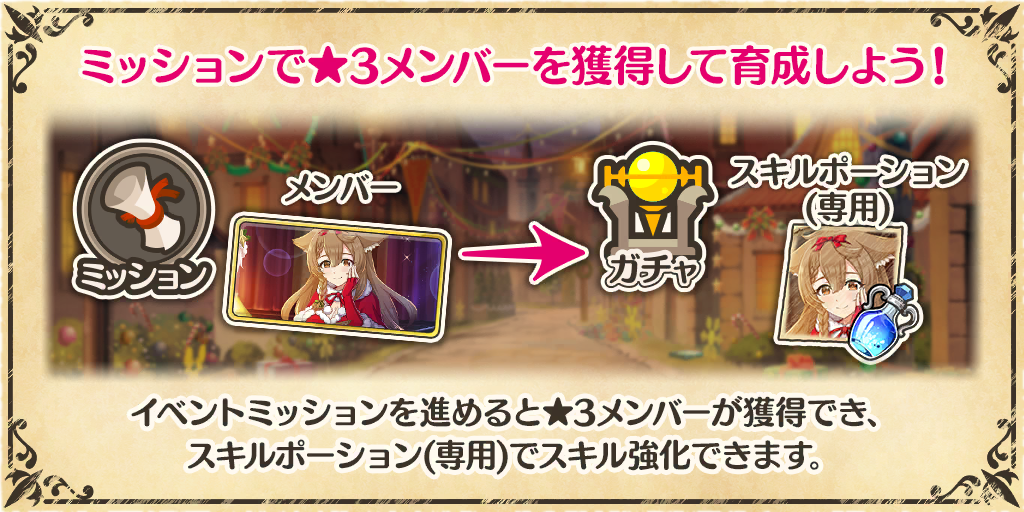 ミッションで★3メンバーを獲得して育成しよう!
ミッション
メンバー
ガチャ
スキルポーション
(専用)
イベントミッションを進めると★3メンバーが獲得でき、
スキルポーション(専用)でスキル強化できます。